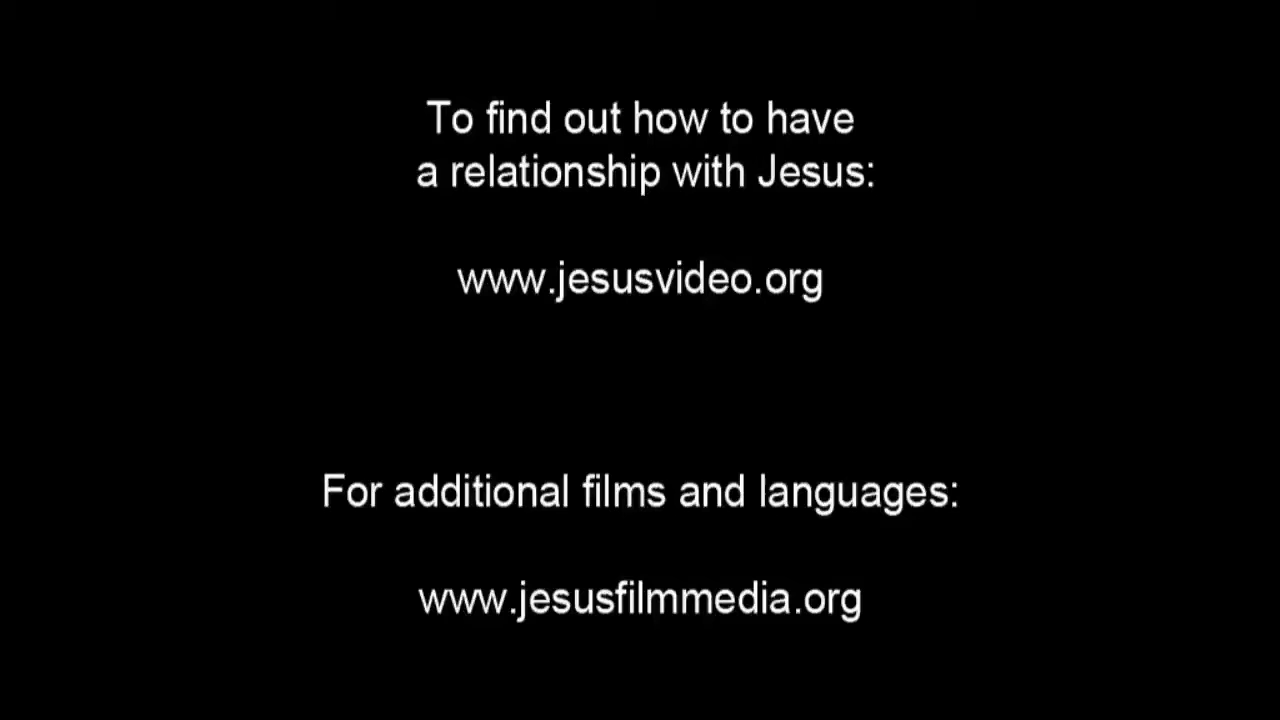 To find out how to have
a relationship with Jesus:
www.jesusvideo.org
For additional films and languages:
www.jesusfilmmedia.org